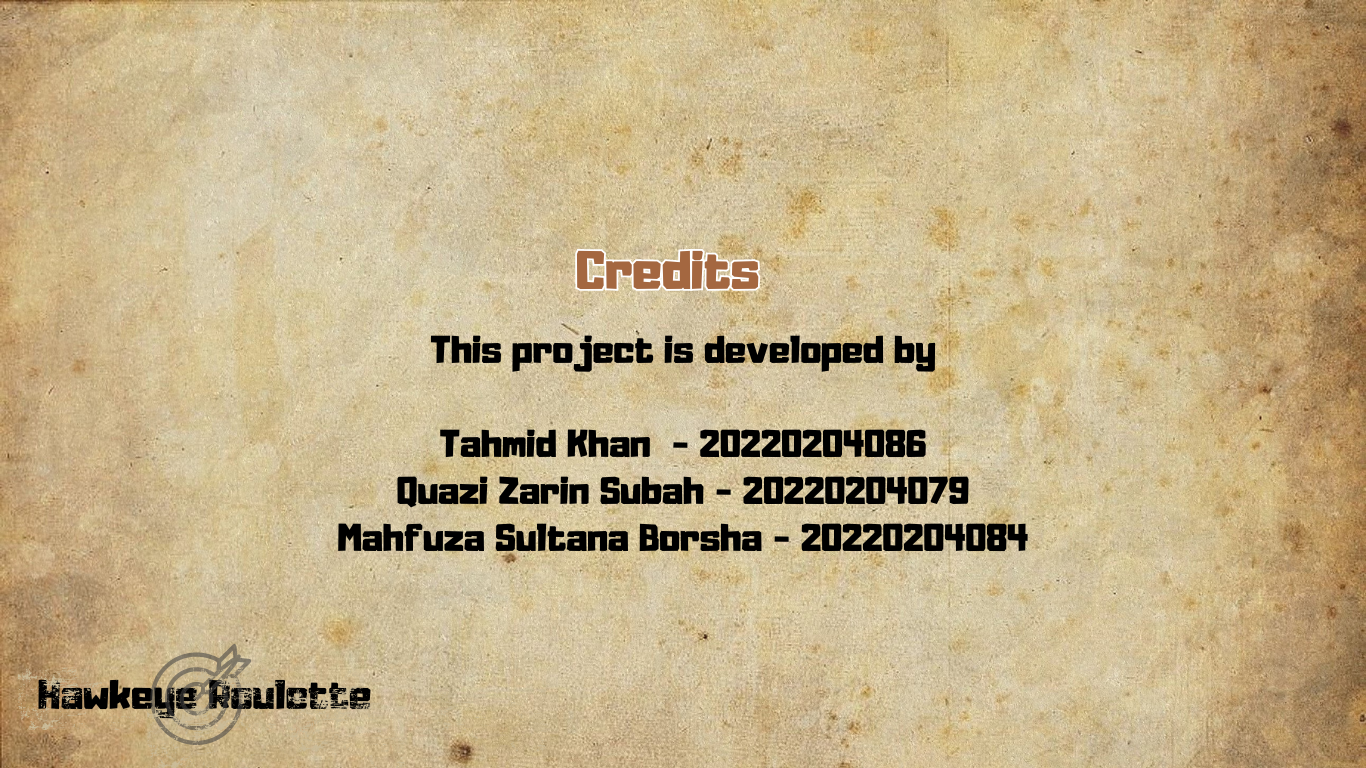 Credits
This project is developed by
Tahmid Khan - 20220204086
Quazi Zarin Subah - 20220204079
Mahfuza Sultana Borsha - 20220204084
Hawkeye Roulette